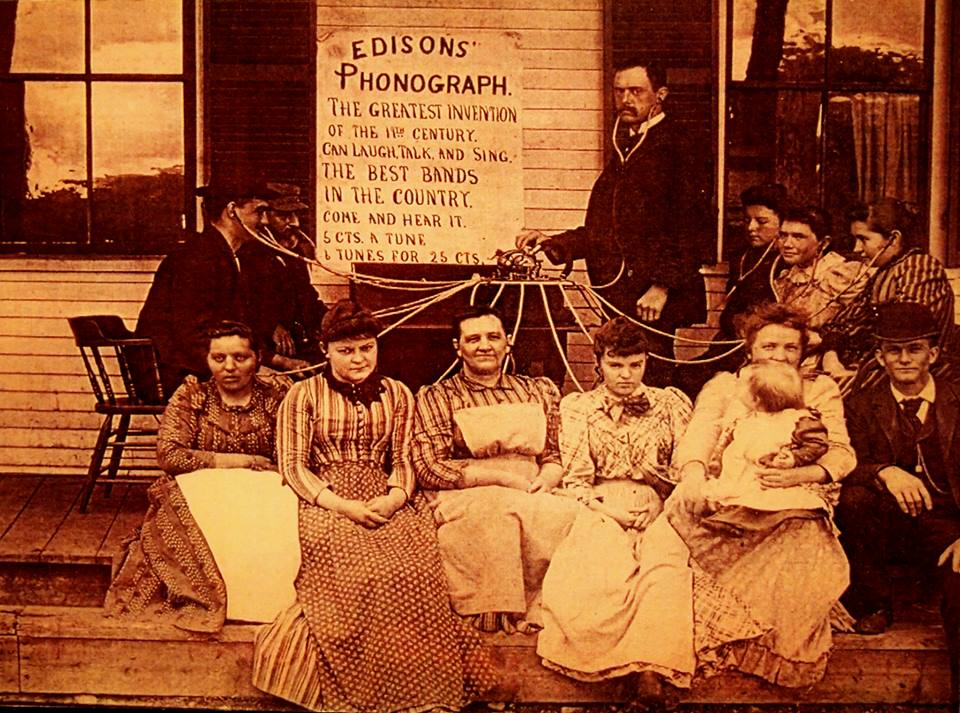 EDISONS'
PHONOGRAPH.
THE GREATEST INVENTION
OF THE 19TH CENTURY.
CAN LAUGH, TALK, AND SING.
THE BEST BANDS
IN THE COUNTRY.
COME AND HEAR IT.
5 CTS. A TUNE
6 TUNES FOR 25 CTS.